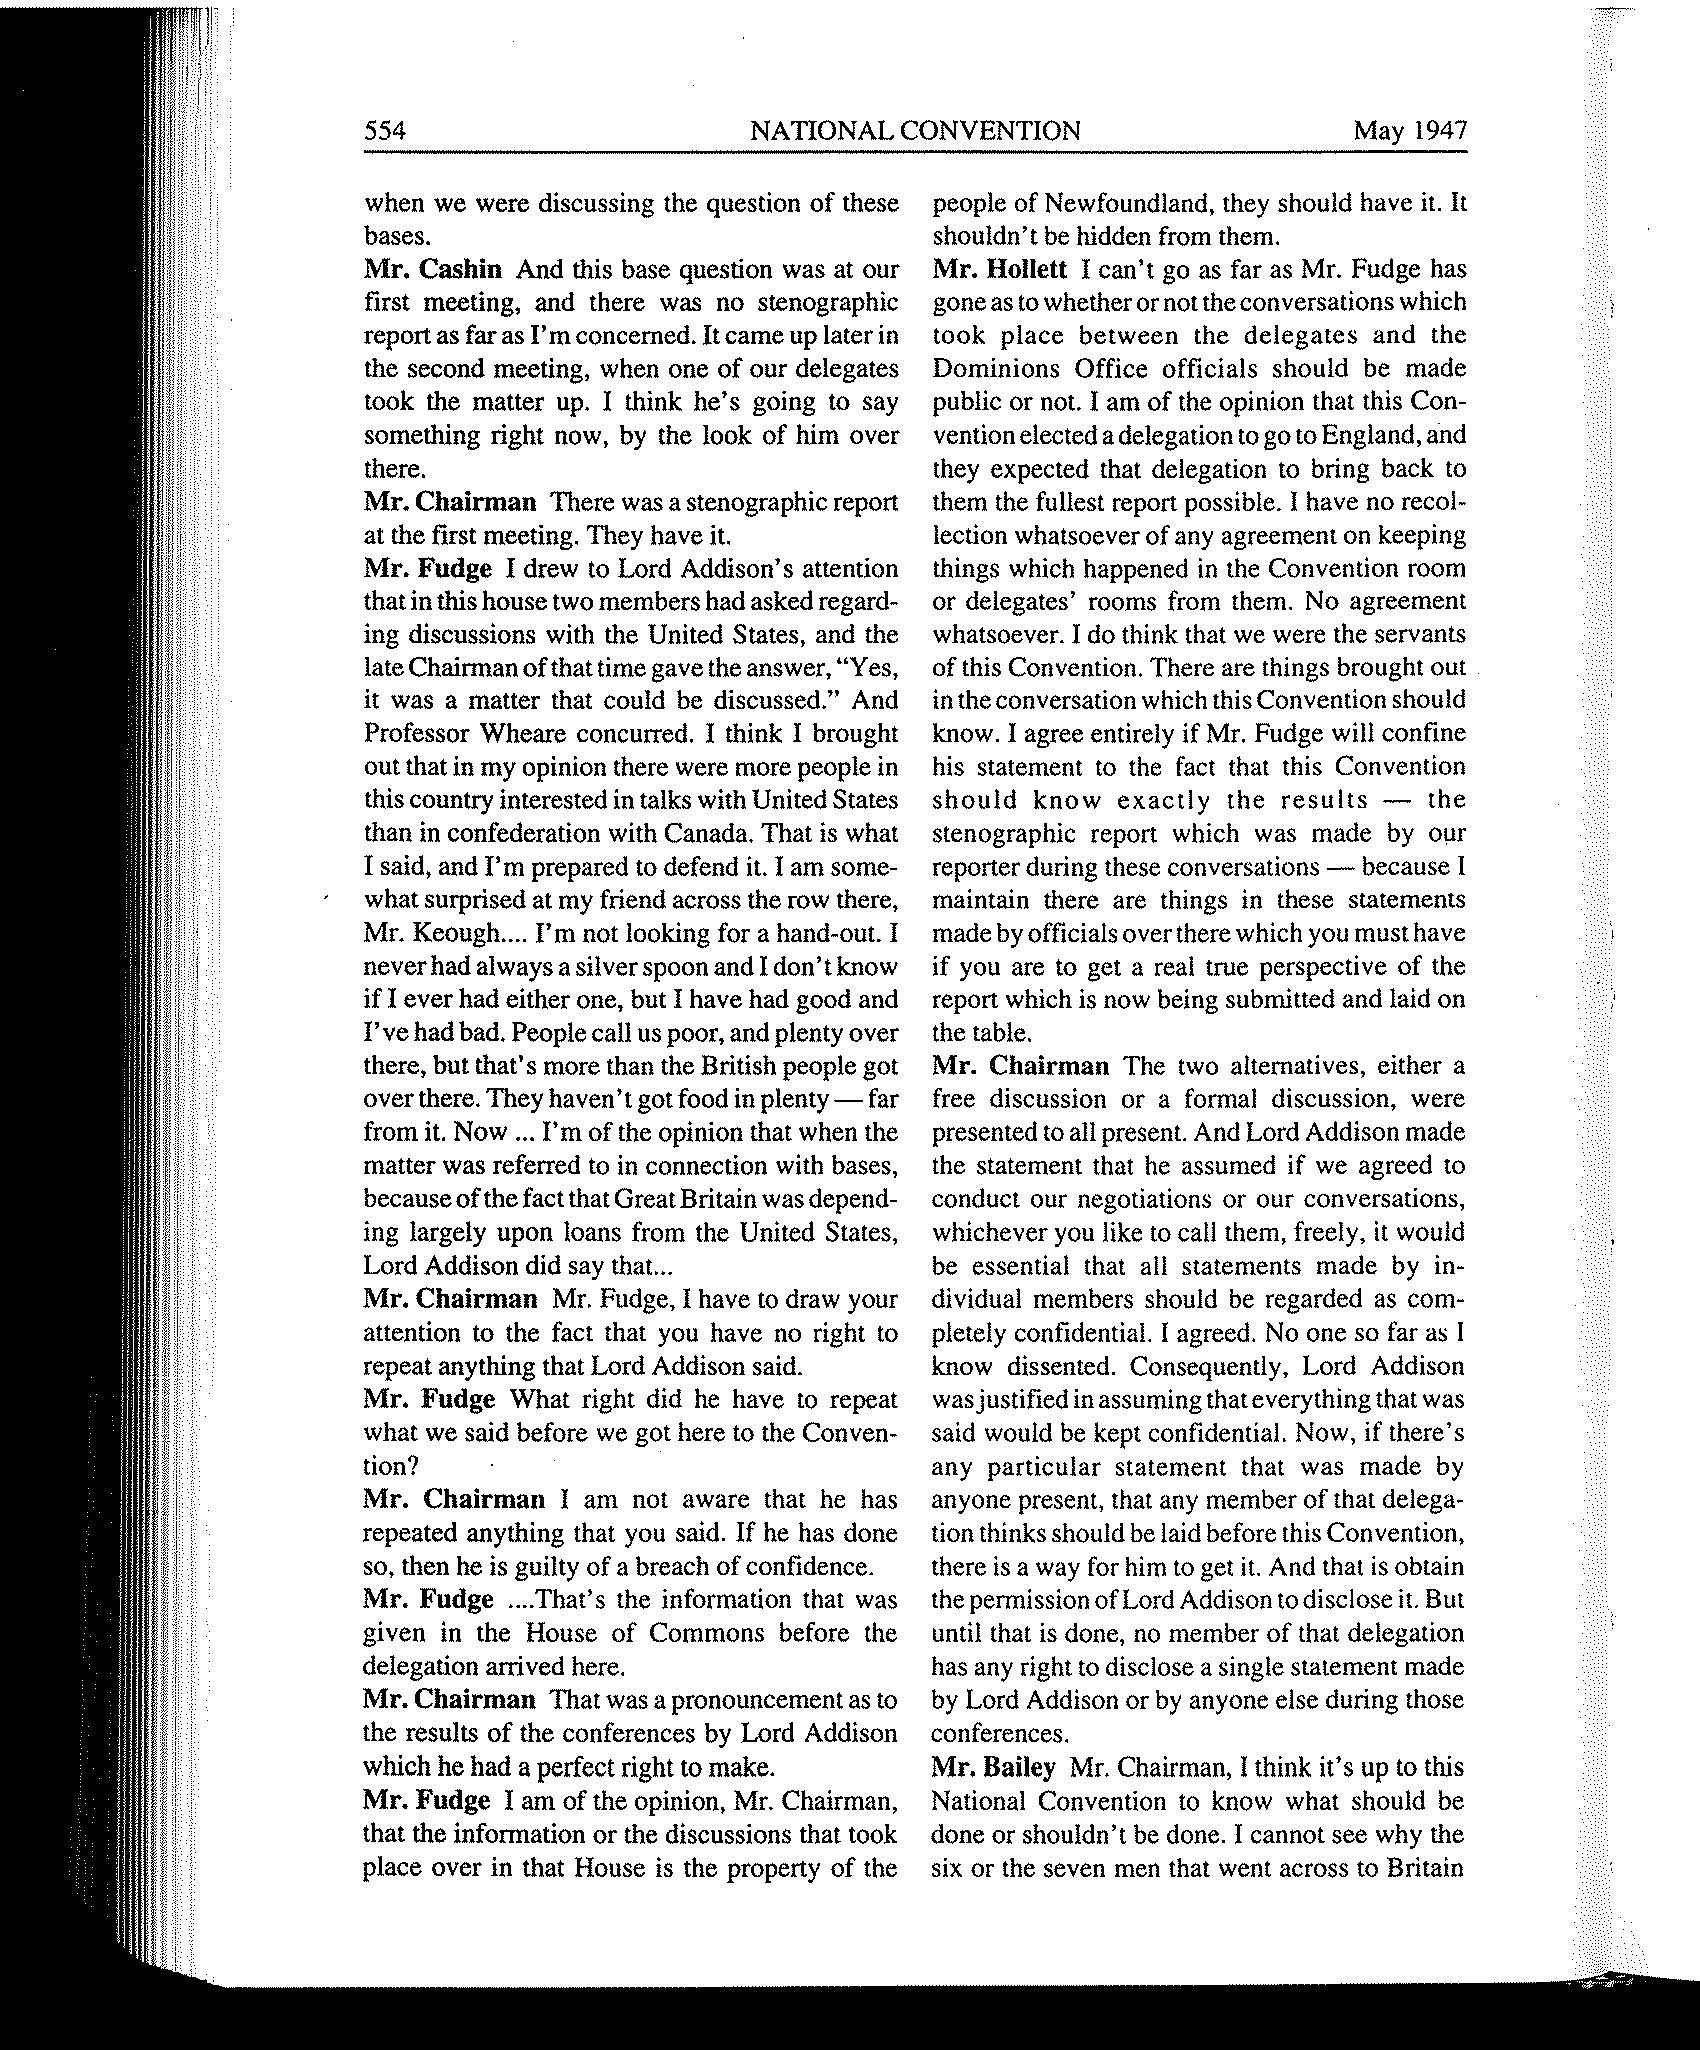 554 NATIONAL CONVENTION May 1947
when we were discussing the question of these
bases.
Mr. Cashin And this base question was at our
first meeting, and there was no stenographic
report as far as I'm concerned. It came up later in
the second meeting, when one of our delegates
took the matter up. I think he's going to say
something right now, by the look of him over
there.
Mr. Chairman There was a stenographic report
at the first meeting. They have it.
Mr. Fudge I drew to Lord Addison's attention
that in this house two members had asked regard-
ing discussions with the United States, and the
late Chairman of that time gave the answer, "Yes,
it was a matter that could be discussed." And
Professor Wheare concurred. I think I brought
out that in my opinion there were more people in
this country interested in talks with United States
than in confederation with Canada. That is what
I said, and I'm prepared to defend it. I am some-
what surprised at my friend across the row there,
Mr. Keough.... I'm not looking for a hand-out. I
never had always a silver spoon and I don't know
if I ever had either one, but I have had good and
I've had bad. People call us poor, and plenty over
there, but that's more than the British people got
over there. They haven't got food in plenty — far
from it. Now ... I'm of the opinion that when the
matter was referred to in connection with bases,
because of the fact that Great Britain was depend-
ing largely upon loans from the United States,
Lord Addison did say that...
Mr. Chairman Mr. Fudge, I have to draw your
attention to the fact that you have no right to
repeat anything that Lord Addison said.
Mr. Fudge What right did he have to repeat
what we said before we got here to the Conven-
tion?
Mr. Chairman I am not aware that he has
repeated anything that you said. If he has done
so, then he is guilty of a breach of confidence.
Mr. Fudge ....That's the information that was
given in the House of Commons before the
delegation arrived here.
Mr. Chairman That was a pronouncement as to
the results of the conferences by Lord Addison
which he had a perfect right to make.
Mr. Fudge I am of the opinion, Mr. Chairman,
that the information or the discussions that took
place over in that House is the property of the
people of Newfoundland, they should have it. It
shouldn't be hidden from them.
Mr. Hollett I can't go as far as Mr. Fudge has
gone as to whether or not the conversations which
took place between the delegates and the
Dominions Office officials should be made
public or not. I am of the opinion that this Con-
vention elected a delegation to go to England, and
they expected that delegation to bring back to
them the fullest report possible. I have no recol-
lection whatsoever of any agreement on keeping
things which happened in the Convention room
or delegates' rooms from them. No agreement
whatsoever. I do think that we were the servants
of this Convention. There are things brought out
in the conversation which this Convention should
know. I agree entirely if Mr. Fudge will confine
his statement to the fact that this Convention
should know exactly the results — the
stenographic report which was made by our
reporter during these conversations — because I
maintain there are things in these statements
made by officials over there which you must have
if you are to get a real true perspective of the
report which is now being submitted and laid on
the table.
Mr. Chairman The two alternatives, either a
free discussion or a formal discussion, were
presented to all present. And Lord Addison made
the statement that he assumed if we agreed to
conduct our negotiations or our conversations,
whichever you like to call them, freely, it would
be essential that all statements made by in-
dividual members should be regarded as com-
pletely confidential. I agreed. No one so far as I
know dissented. Consequently, Lord Addison
was justified in assuming that everything that was
said would be kept confidential. Now, if there's
any particular statement that was made by
anyone present, that any member of that delega-
tion thinks should be laid before this Convention,
there is a way for him to get it. And that is obtain
the permission of Lord Addison to disclose it. But
until that is done, no member of that delegation
has any right to disclose a single statement made
by Lord Addison or by anyone else during those
conferences.
Mr. Bailey Mr. Chairman, I think it's up to this
National Convention to know what should be
done or shouldn't be done. I cannot see why the
six or the seven men that went across to Britain